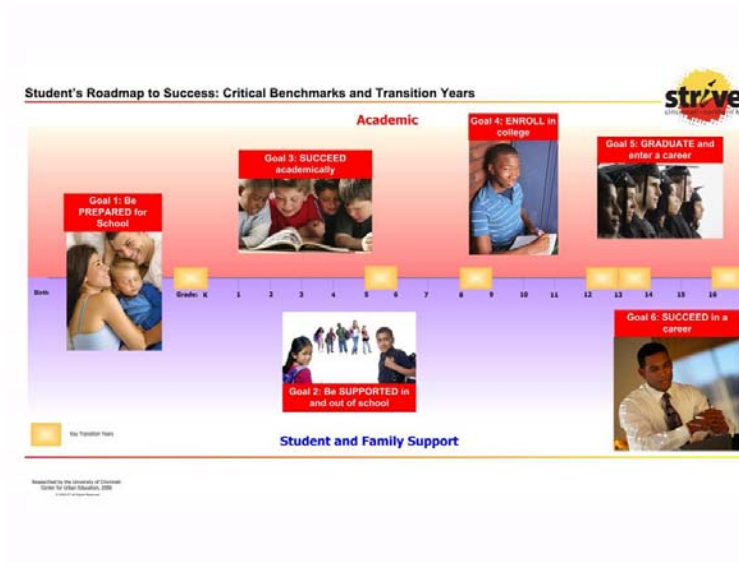 Student's Roadmap to Success: Critical Benchmarks and Transition Years
strive
Academic
Goal 4: ENROLL in
college
Goal 5: GRADUATE and
enter a career
Goal 3: SUCCEED
academically
Goal 1: Be
PREPARED for
School
Birth
Grade: K 1 2 3 4 5 6 7 8 9 10 11 12 13 14 15 16
Goal 6: SUCCEED in a
career
Goal 2: Be SUPPORTED in
and out of school
Key Transition Years
Student and Family Support
Researched by the University of Cincinnati
Center for Urban Education, 2006